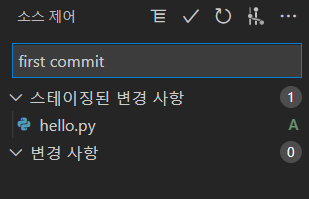 소스 제어
first commit
스테이징된 변경 사항 1
hello.py A
변경 사항 0